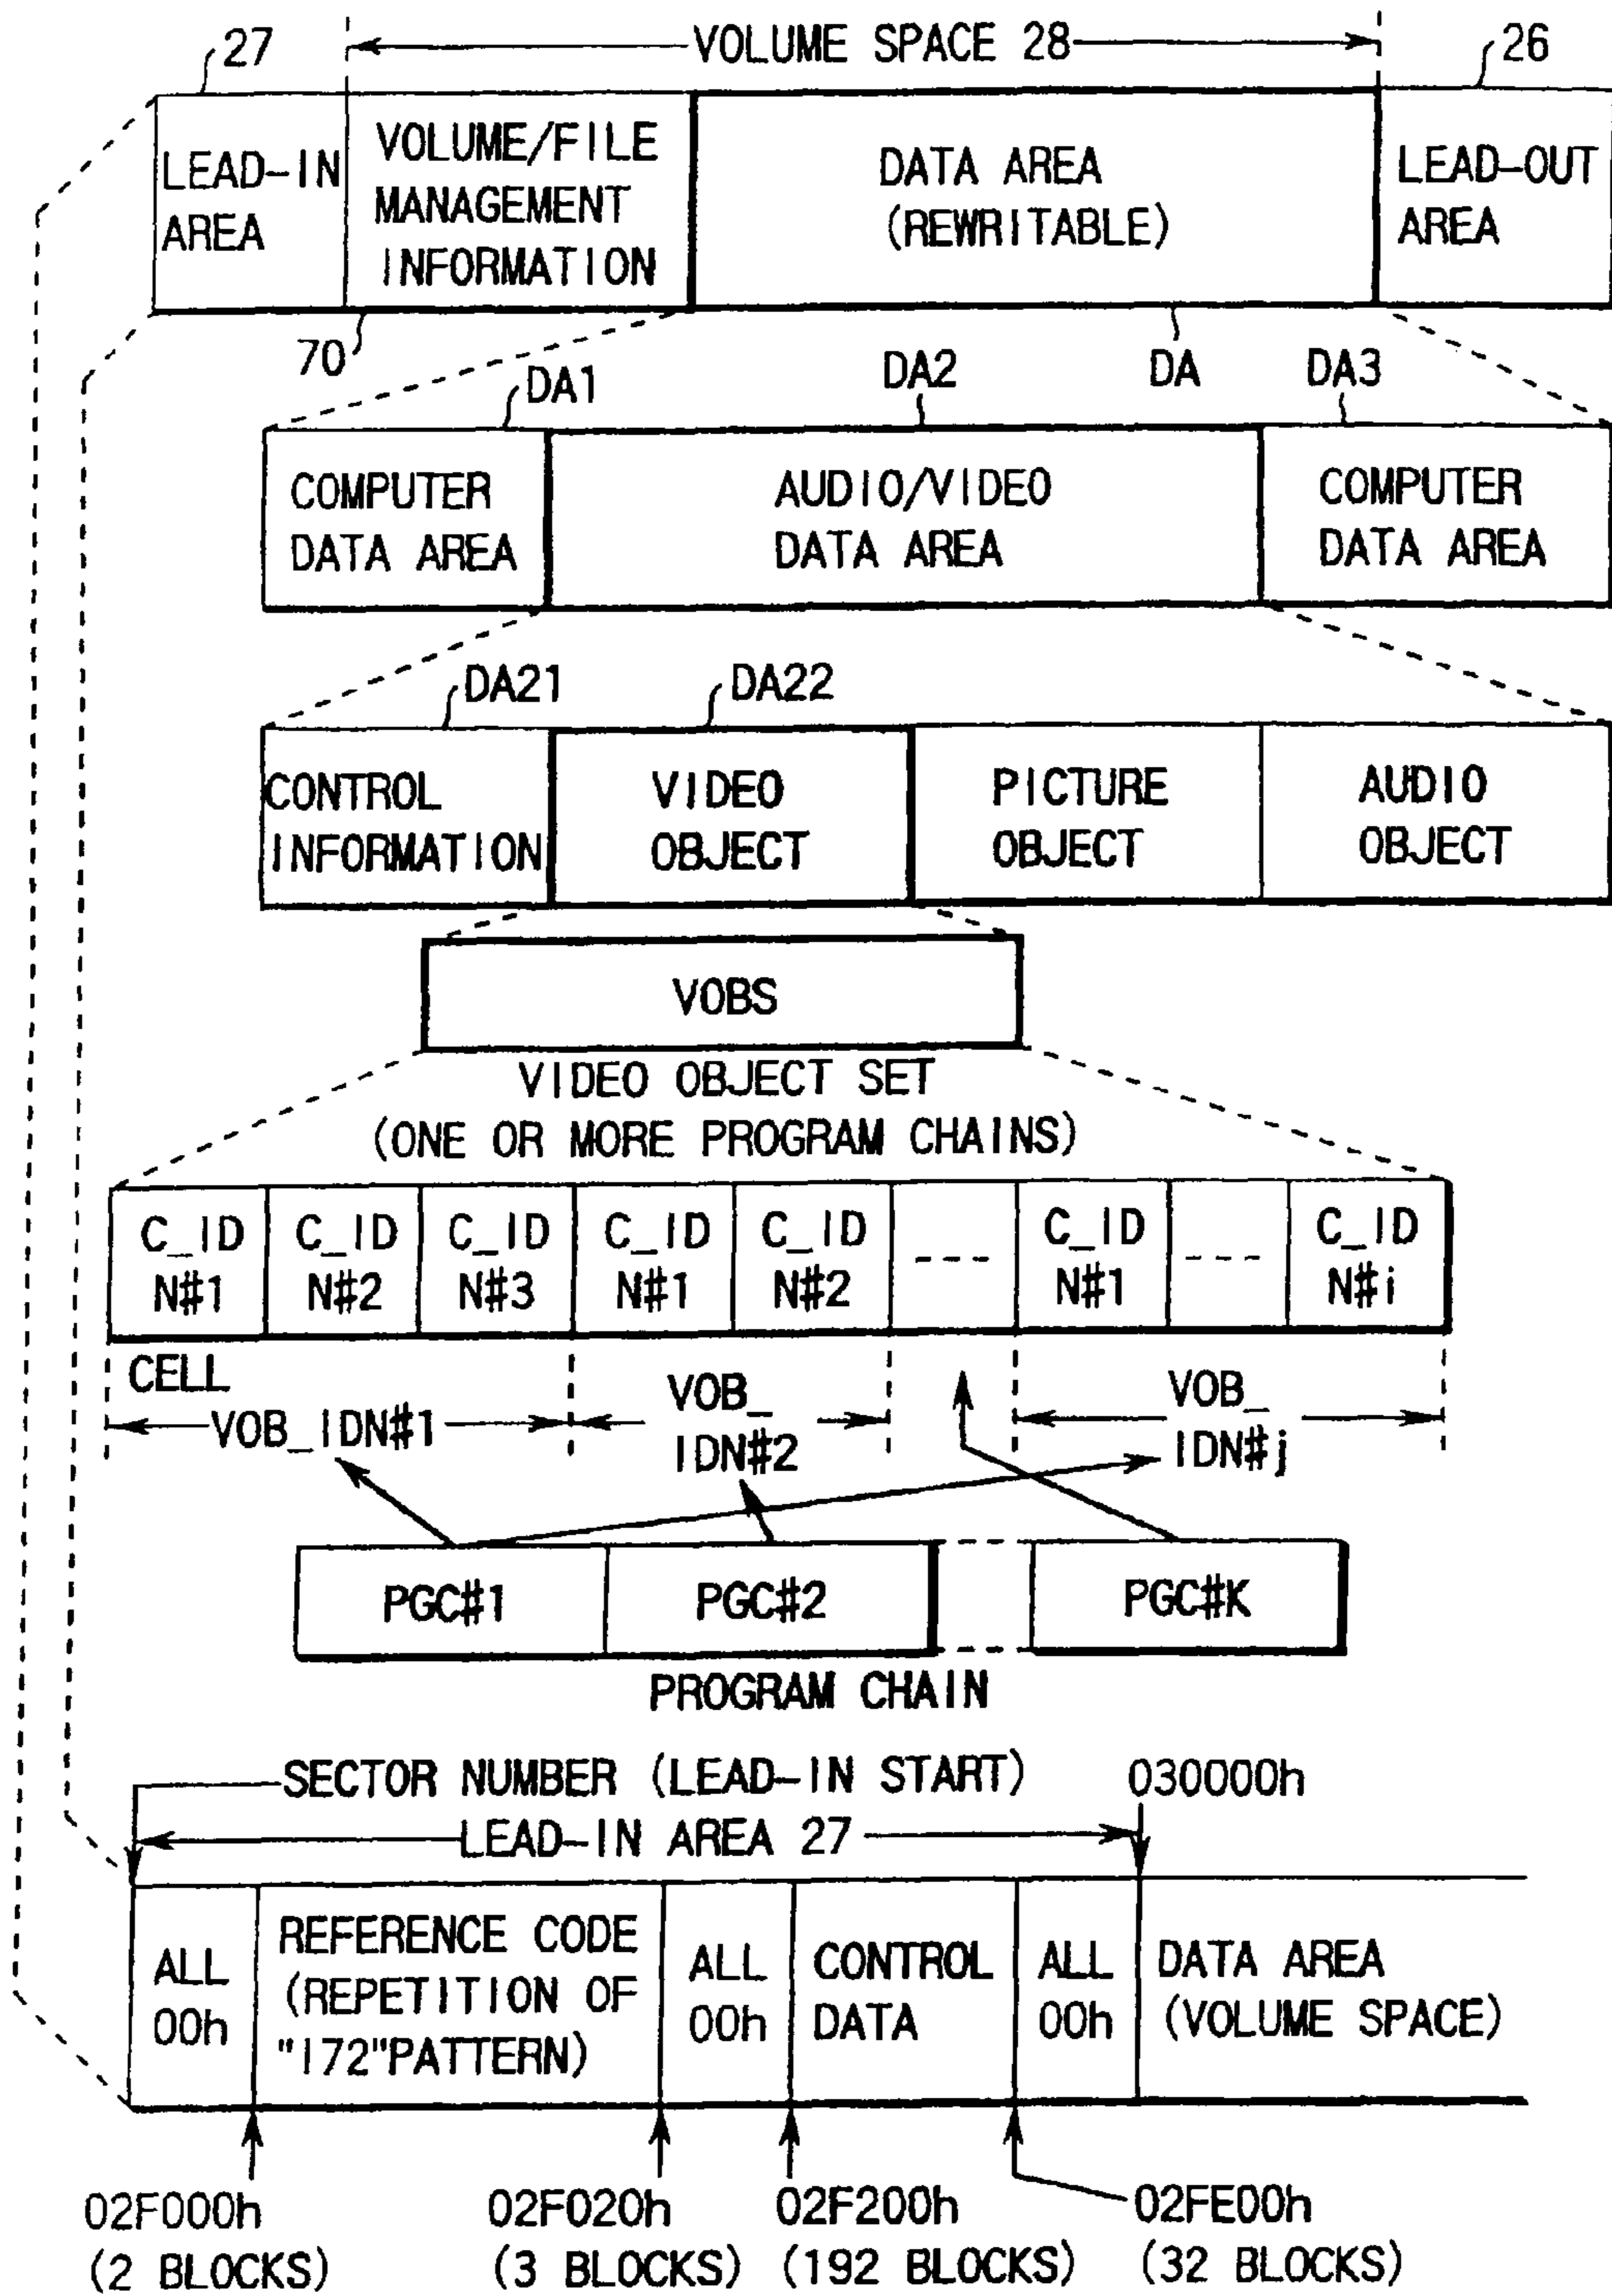 27
VOLUME SPACE 28
26
LEAD-IN
AREA
VOLUME/FILE
MANAGEMENT
INFORMATION
DATA AREA
(REWRITABLE)
LEAD-OUT
AREA
70
DA1
DA2
DA
DA3
COMPUTER
DATA AREA
AUDIO/VIDEO
DATA AREA
COMPUTER
DATA AREA
DA21
DA22
CONTROL
INFORMATION
VIDEO
OBJECT
PICTURE
OBJECT
AUDIO
OBJECT
VOBS
VIDEO OBJECT SET
(ONE OR MORE PROGRAM CHAINS)
C_ID
N#1
C_ID
N#2
C_ID
N#3
C_ID
N#1
C_ID
N#2
C_ID
N#1
C_ID
N#i
CELL
VOB_IDN#1
VOB_
IDN#2
VOB_
IDN#j
PGC#1
PGC#2
PGC#K
PROGRAM CHAIN
SECTOR NUMBER (LEAD-IN START)
030000h
LEAD-IN AREA 27
ALL
00h
REFERENCE CODE
(REPETITION OF
"172"PATTERN)
ALL
00h
CONTROL
DATA
ALL
00h
DATA AREA
(VOLUME SPACE)
02F000h
(2 BLOCKS)
02F020h
(3 BLOCKS)
02F200h
(192 BLOCKS)
02FE00h
(32 BLOCKS)